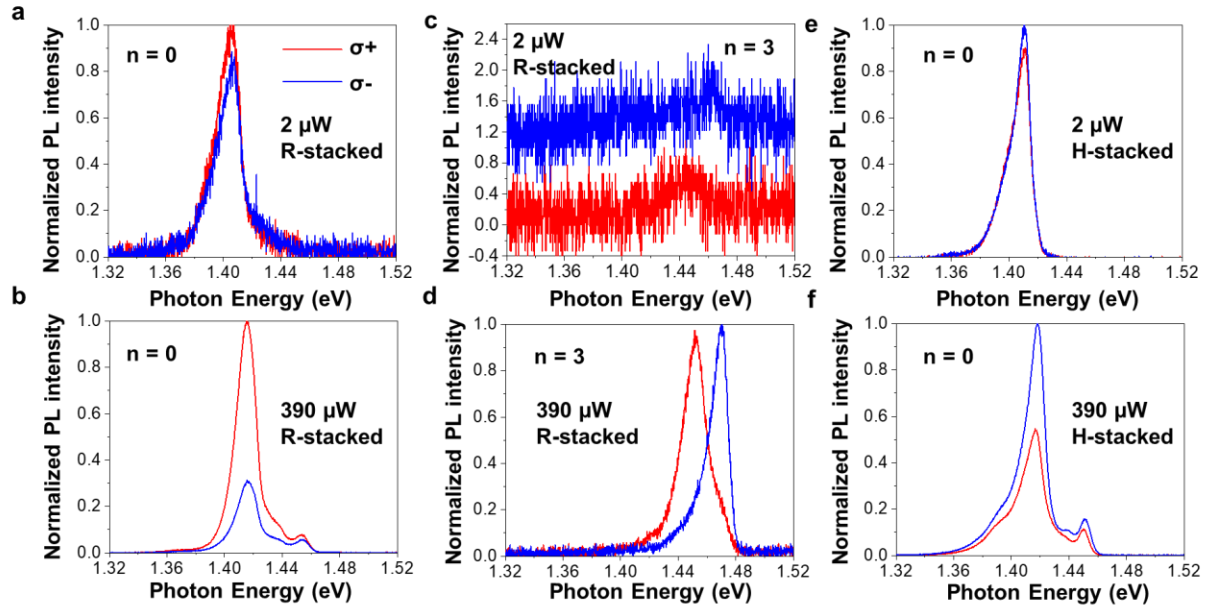 a
n = 0
σ+
σ-
2 μW
R-stacked
Normalized PL intensity
1.0
0.8
0.6
0.4
0.2
0.0
1.32 1.36 1.40 1.44 1.48 1.52
Photon Energy (eV)
c
2 μW
R-stacked
n = 3
Normalized PL intensity
2.4
2.0
1.6
1.2
0.8
0.4
0.0
-0.4
1.32 1.36 1.40 1.44 1.48 1.52
Photon Energy (eV)
e
n = 0
2 μW
H-stacked
Normalized PL intensity
1.0
0.8
0.6
0.4
0.2
0.0
1.32 1.36 1.40 1.44 1.48 1.52
Photon Energy (eV)
b
n = 0
390 μW
R-stacked
Normalized PL intensity
1.0
0.8
0.6
0.4
0.2
0.0
1.32 1.36 1.40 1.44 1.48 1.52
Photon Energy (eV)
d
n = 3
390 μW
R-stacked
Normalized PL intensity
1.0
0.8
0.6
0.4
0.2
0.0
1.32 1.36 1.40 1.44 1.48 1.52
Photon Energy (eV)
f
n = 0
390 μW
H-stacked
Normalized PL intensity
1.0
0.8
0.6
0.4
0.2
0.0
1.32 1.36 1.40 1.44 1.48 1.52
Photon Energy (eV)